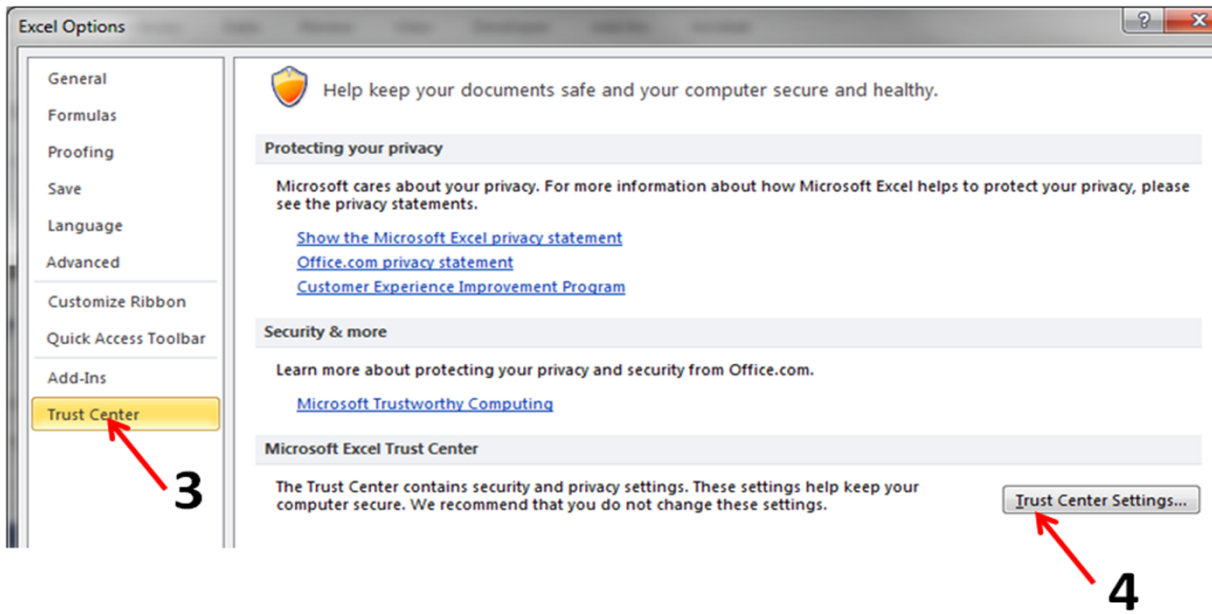 Excel Options
General
Formulas
Proofing
Save
Language
Advanced
Customize Ribbon
Quick Access Toolbar
Add-Ins
Trust Center
3
Help keep your documents safe and your computer secure and healthy.
Protecting your privacy
Microsoft cares about your privacy. For more information about how Microsoft Excel helps to protect your privacy, please
see the privacy statements.
Show the Microsoft Excel privacy statement
Office.com privacy statement
Customer Experience Improvement Program
Security & more
Learn more about protecting your privacy and security from Office.com.
Microsoft Trustworthy Computing
Microsoft Excel Trust Center
The Trust Center contains security and privacy settings. These settings help keep your
computer secure. We recommend that you do not change these settings.
Trust Center Settings...
4